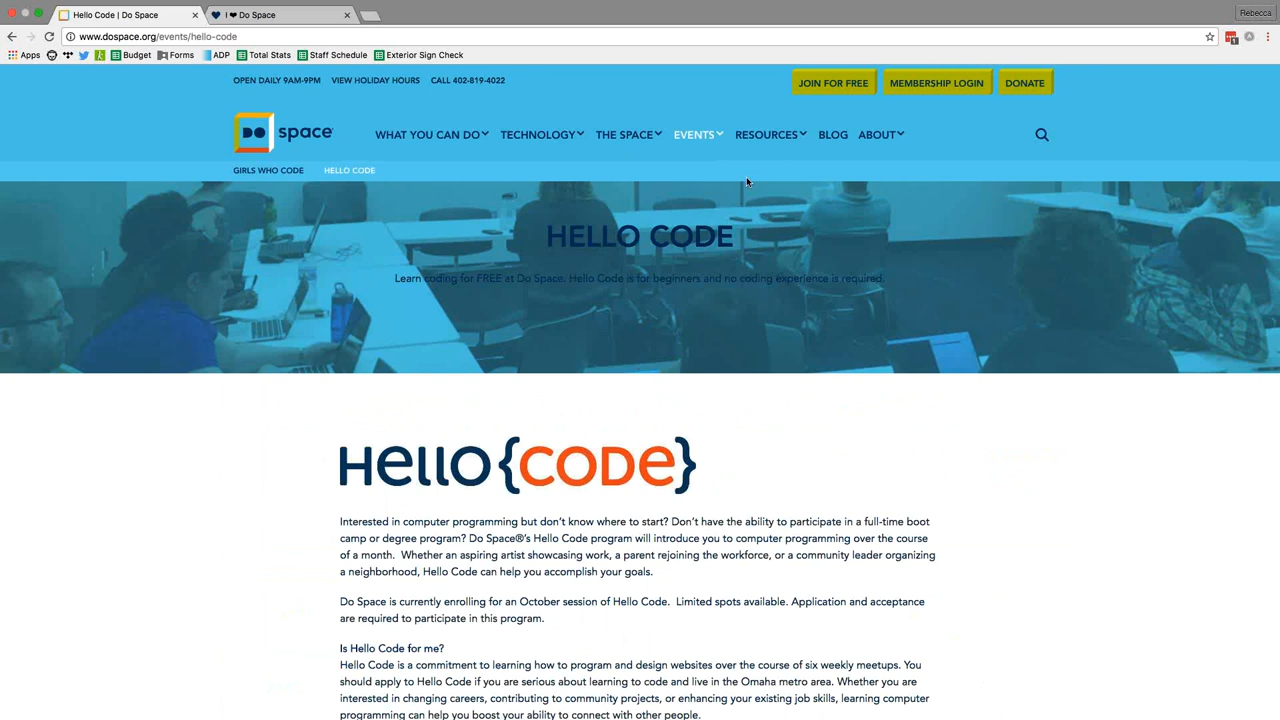 Hello Code | Do Space
I ❤ Do Space
Rebecca
www.dospace.org/events/hello-code
Apps
Budget
Forms
ADP
Total Stats
Staff Schedule
Exterior Sign Check
OPEN DAILY 9AM-9PM VIEW HOLIDAY HOURS CALL 402-819-4022
JOIN FOR FREE
MEMBERSHIP LOGIN
DONATE
DO space
WHAT YOU CAN DO
TECHNOLOGY
THE SPACE
EVENTS
RESOURCES
BLOG
ABOUT
GIRLS WHO CODE
HELLO CODE
HELLO CODE
Learn coding for FREE at Do Space. Hello Code is for beginners and no coding experience is required.
Hello {CODe}
Interested in computer programming but don't know where to start? Don't have the ability to participate in a full-time boot
camp or degree program? Do Space®'s Hello Code program will introduce you to computer programming over the course
of a month. Whether an aspiring artist showcasing work, a parent rejoining the workforce, or a community leader organizing
a neighborhood, Hello Code can help you accomplish your goals.
Do Space is currently enrolling for an October session of Hello Code. Limited spots available. Application and acceptance
are required to participate in this program.
Is Hello Code for me?
Hello Code is a commitment to learning how to program and design websites over the course of six weekly meetups. You
should apply to Hello Code if you are serious about learning to code and live in the Omaha metro area. Whether you are
interested in changing careers, contributing to community projects, or enhancing your existing job skills, learning computer
programming can help you boost your ability to connect with other people.